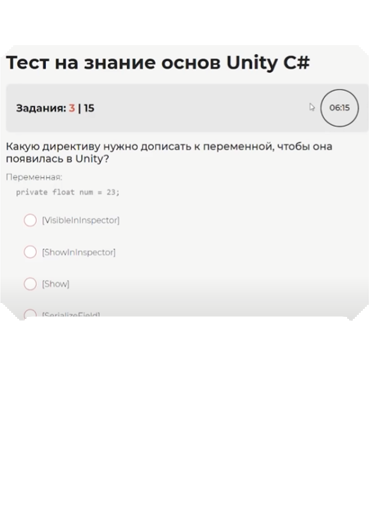 Тест на знание основ Unity C#
Задания: 3 | 15
06:15
Какую директиву нужно дописать к переменной, чтобы она
появилась в Unity?
Переменная:
private float num = 23;
[VisibleInInspector]
[ShowInInspector]
[Show]
[SerializeField]